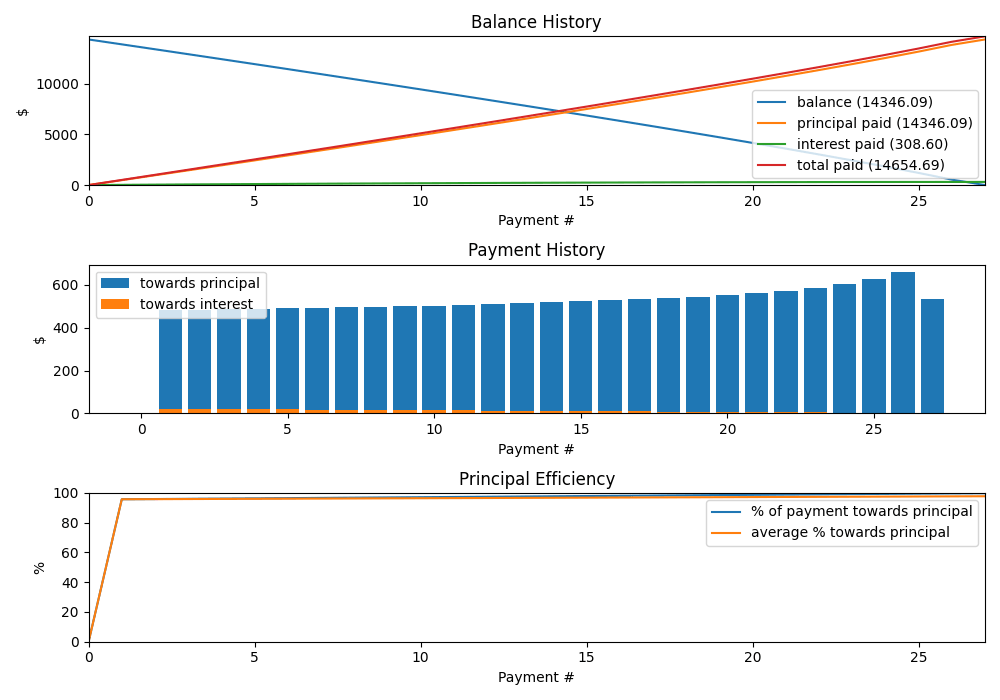 Balance History
10000
5000
0
$
balance (14346.09)
principal paid (14346.09)
interest paid (308.60)
total paid (14654.69)
0 5 10 15 20 25
Payment #
Payment History
600
400
200
0
$
towards principal
towards interest
0 5 10 15 20 25
Payment #
Principal Efficiency
100
80
60
40
20
0
%
% of payment towards principal
average % towards principal
0 5 10 15 20 25
Payment #